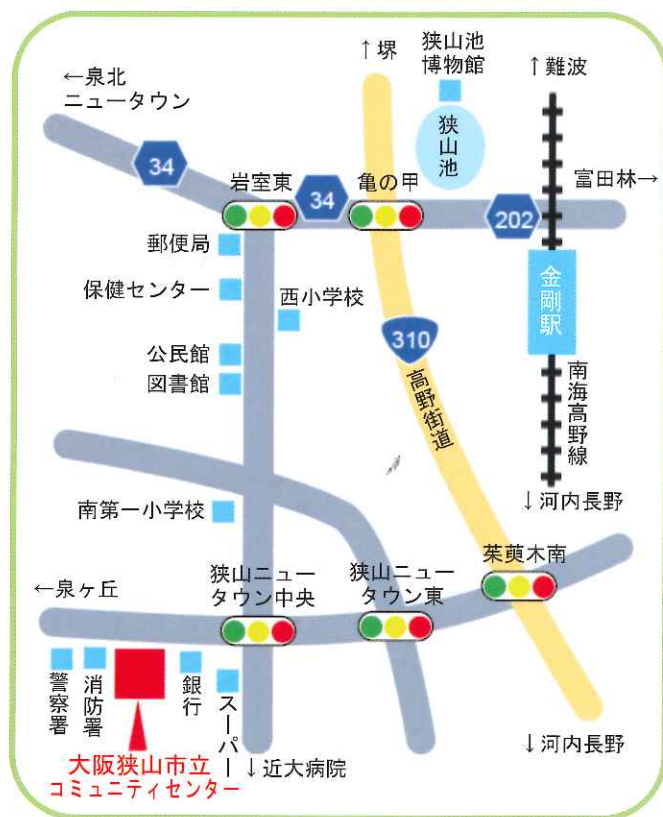 ↑堺
狭山池
博物館
↑難波
←泉北
ニュータウン
狭山池
34
岩室東
34
亀の甲
富田林→
202
郵便局
金剛駅
保健センター
西小学校
310
公民館
図書館
高野街道
南海高野線
南第一小学校
↓河内長野
茱萸木南
←泉ヶ丘
狭山ニュー
タウン中央
狭山ニュー
タウン東
警察署
消防署
銀行
スーパー
大阪狭山市立
コミュニティセンター
↓近大病院
↓河内長野